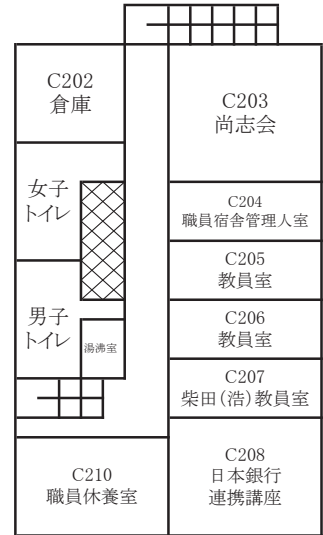 C202
倉庫
C203
尚志会
女子
トイレ
C204
職員宿舎管理人室
C205
教員室
男子
トイレ
湯沸室
C206
教員室
C207
柴田(浩)教員室
C210
職員休養室
C208
日本銀行
連携講座